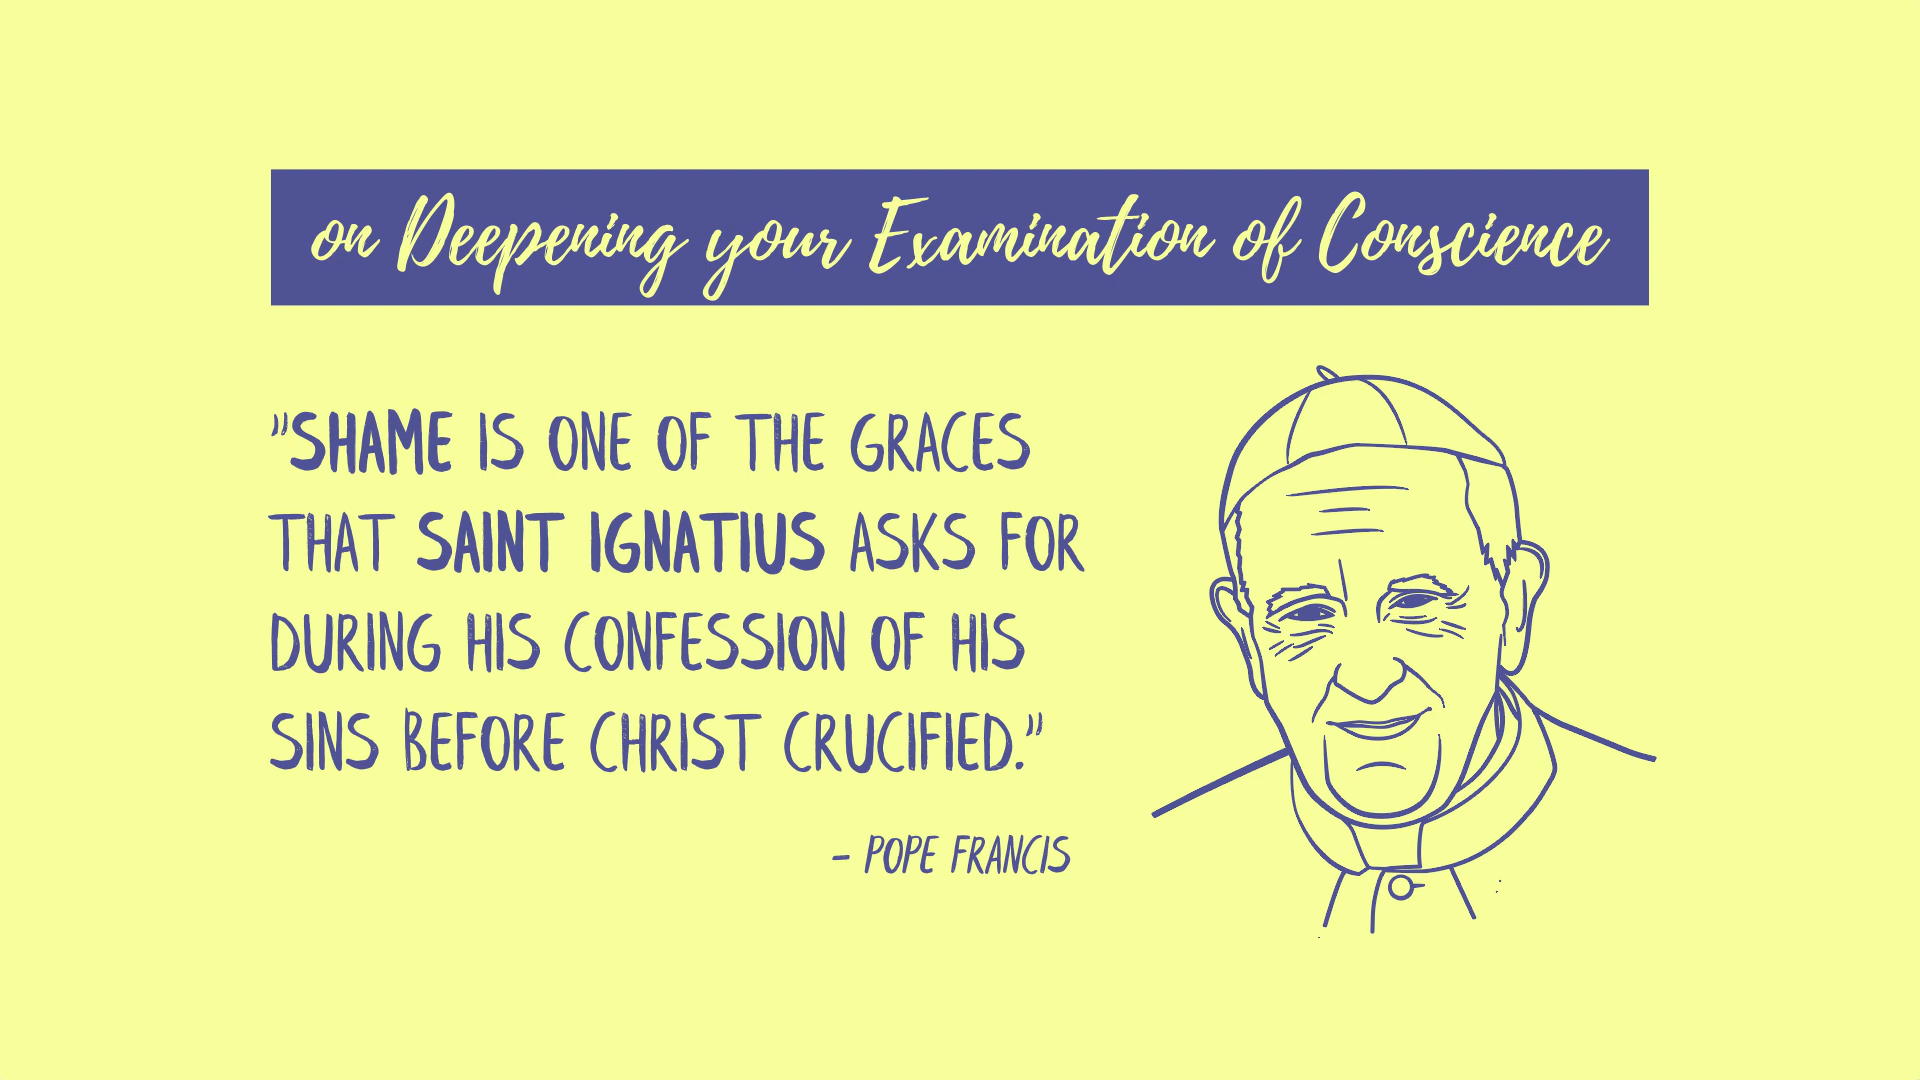 on Deepening your Examination of Conscience
"SHAME IS ONE OF THE GRACES
THAT SAINT IGNATIUS ASKS FOR
DURING HIS CONFESSION OF HIS
SINS BEFORE CHRIST CRUCIFIED."
- POPE FRANCIS